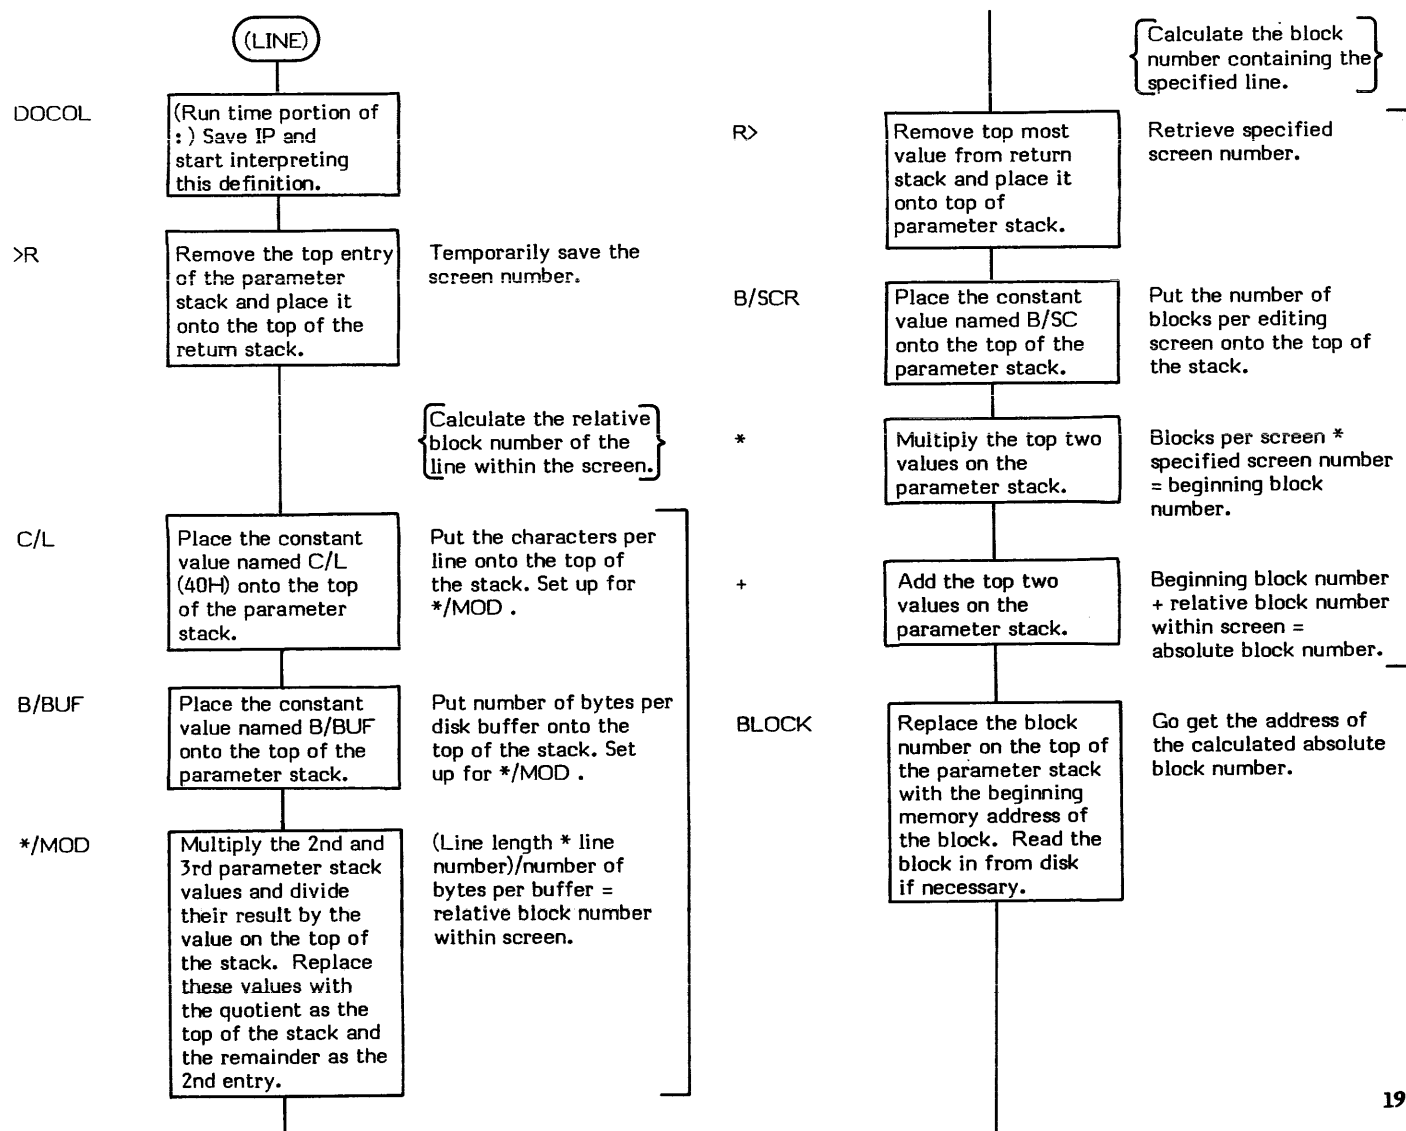 (LINE)
DOCOL
(Run time portion of
: ) Save IP and
start interpreting
this definition.
>R
Remove the top entry
of the parameter
stack and place it
onto the top of the
return stack.
Temporarily save the
screen number.
Calculate the relative
block number of the
line within the screen.
C/L
Place the constant
value named C/L
(40H) onto the top
of the parameter
stack.
Put the characters per
line onto the top of
the stack. Set up for
*/MOD .
B/BUF
Place the constant
value named B/BUF
onto the top of the
parameter stack.
Put number of bytes per
disk buffer onto the
top of the stack. Set
up for */MOD .
*/MOD
Multiply the 2nd and
3rd parameter stack
values and divide
their result by the
value on the top of
the stack. Replace
these values with
the quotient as the
top of the stack and
the remainder as the
2nd entry.
(Line length * line
number)/number of
bytes per buffer =
relative block number
within screen.
Calculate the block
number containing the
specified line.
R>
Remove top most
value from return
stack and place it
onto top of
parameter stack.
Retrieve specified
screen number.
B/SCR
Place the constant
value named B/SC
onto the top of the
parameter stack.
Put the number of
blocks per editing
screen onto the top of
the stack.
*
Multiply the top two
values on the
parameter stack.
Blocks per screen *
specified screen number
= beginning block
number.
+
Add the top two
values on the
parameter stack.
Beginning block number
+ relative block number
within screen =
absolute block number.
BLOCK
Replace the block
number on the top of
the parameter stack
with the beginning
memory address of
the block. Read the
block in from disk
if necessary.
Go get the address of
the calculated absolute
block number.
19